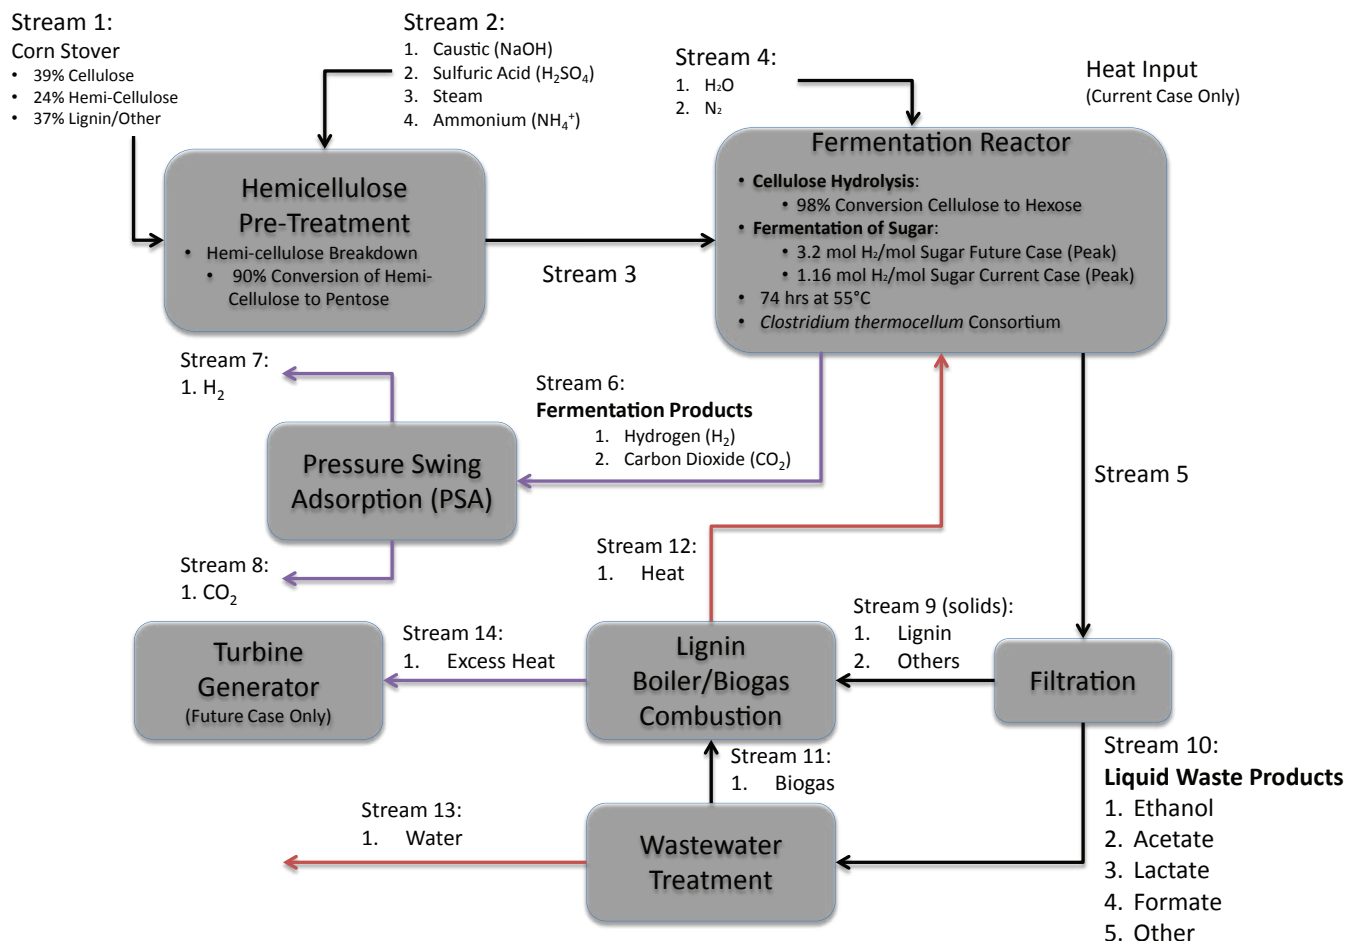 Stream 1:
Corn Stover
• 39% Cellulose
• 24% Hemi-Cellulose
• 37% Lignin/Other
Stream 2:
1. Caustic (NaOH)
2. Sulfuric Acid (H₂SO₄)
3. Steam
4. Ammonium (NH₄⁺)
Stream 4:
1. H₂O
2. N₂
Heat Input
(Current Case Only)
Hemicellulose
Pre-Treatment
• Hemi-cellulose Breakdown
• 90% Conversion of Hemi-
Cellulose to Pentose
Stream 3
Fermentation Reactor
• Cellulose Hydrolysis:
• 98% Conversion Cellulose to Hexose
• Fermentation of Sugar:
• 3.2 mol H₂/mol Sugar Future Case (Peak)
• 1.16 mol H₂/mol Sugar Current Case (Peak)
• 74 hrs at 55°C
• Clostridium thermocellum Consortium
Stream 7:
1. H₂
Stream 6:
Fermentation Products
1. Hydrogen (H₂)
2. Carbon Dioxide (CO₂)
Pressure Swing
Adsorption (PSA)
Stream 5
Stream 8:
1. CO₂
Stream 12:
1. Heat
Stream 9 (solids):
1. Lignin
2. Others
Turbine
Generator
(Future Case Only)
Stream 14:
1. Excess Heat
Lignin
Boiler/Biogas
Combustion
Filtration
Stream 11:
1. Biogas
Stream 10:
Liquid Waste Products
1. Ethanol
2. Acetate
3. Lactate
4. Formate
5. Other
Stream 13:
1. Water
Wastewater
Treatment